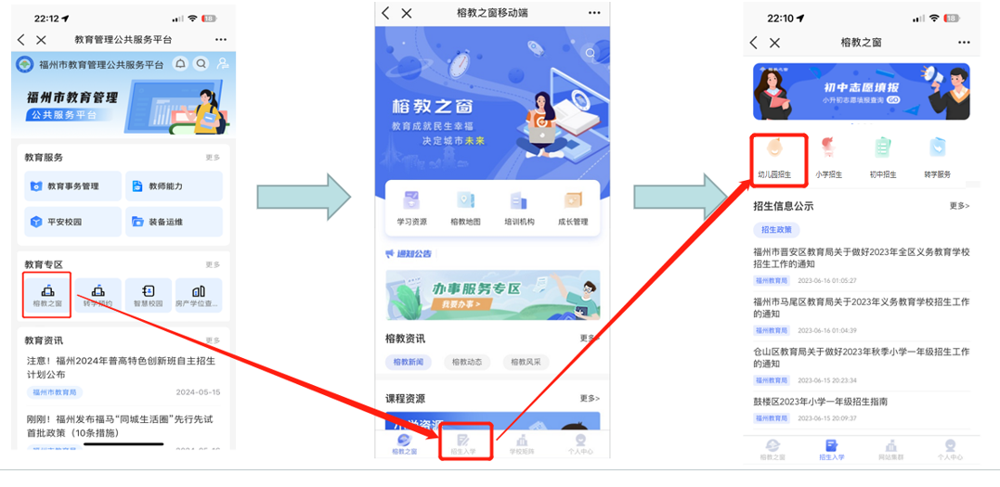 22:12
18
教育管理公共服务平台
福州市教育管理公共服务平台
福州市教育管理
公共服务平台
教育服务
更多
教育事务管理
教师能力
平安校园
装备运维
教育专区
更多
榕教之窗
转学预约
智慧校园
房产学位查...
教育资讯
更多
注意！福州2024年普高特色创新班自主招生
计划公布
福州市教育局
2024-05-15
刚刚！福州发布福马“同城生活圈”先行先试
首批政策（10条措施）
榕教之窗移动端
榕教之窗
教育成就民生幸福
决定城市未来
学习资源
榕教地图
培训机构
成长管理
通知公告
办事服务专区
我要办事>
榕教资讯
更多>
榕教新闻
榕教动态
榕教风采
课程资源
更多>
榕教之窗
招生入学
学校服务
个人中心
22:10
18
榕教之窗
初中志愿填报
小升初志愿填报查询 GO
幼儿园招生
小学招生
初中招生
转学服务
招生信息公示
更多>
招生政策
福州市晋安区教育局关于做好2023年全区义务教育学校
招生工作的通知
福州教育局
2023-06-16 01:05:27
福州市马尾区教育局关于2023年义务教育学校招生工作
的通知
福州教育局
2023-06-16 01:04:39
仓山区教育局关于做好2023年秋季小学一年级招生工作
的通知
福州教育局
2023-06-15 20:23:34
鼓楼区2023年小学一年级招生指南
福州教育局
2023-06-15 20:09:37
榕教之窗
招生入学
网站集群
个人中心